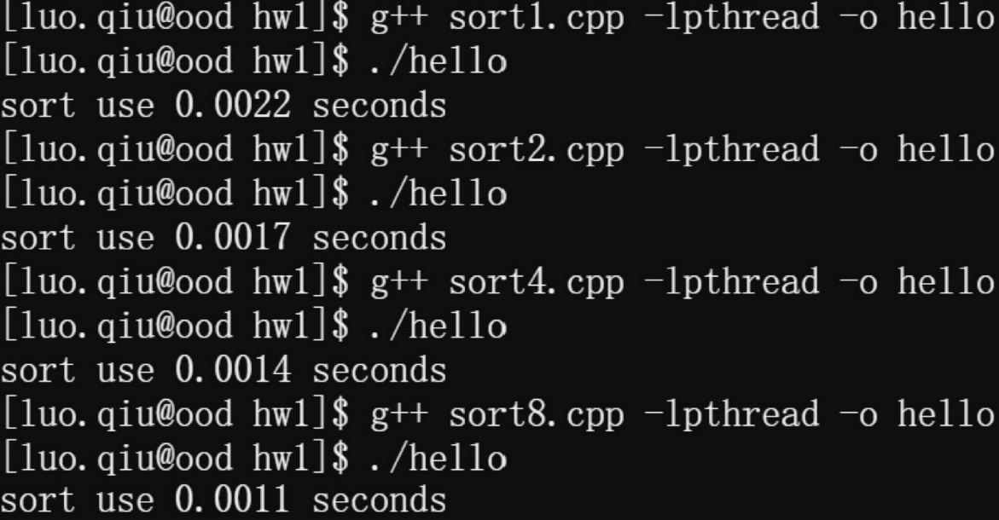 [luo.qiu@ood hw1]$ g++ sort1.cpp -lpthread -o hello
[luo.qiu@ood hw1]$ ./hello
sort use 0.0022 seconds
[luo.qiu@ood hw1]$ g++ sort2.cpp -lpthread -o hello
[luo.qiu@ood hw1]$ ./hello
sort use 0.0017 seconds
[luo.qiu@ood hw1]$ g++ sort4.cpp -lpthread -o hello
[luo.qiu@ood hw1]$ ./hello
sort use 0.0014 seconds
[luo.qiu@ood hw1]$ g++ sort8.cpp -lpthread -o hello
[luo.qiu@ood hw1]$ ./hello
sort use 0.0011 seconds